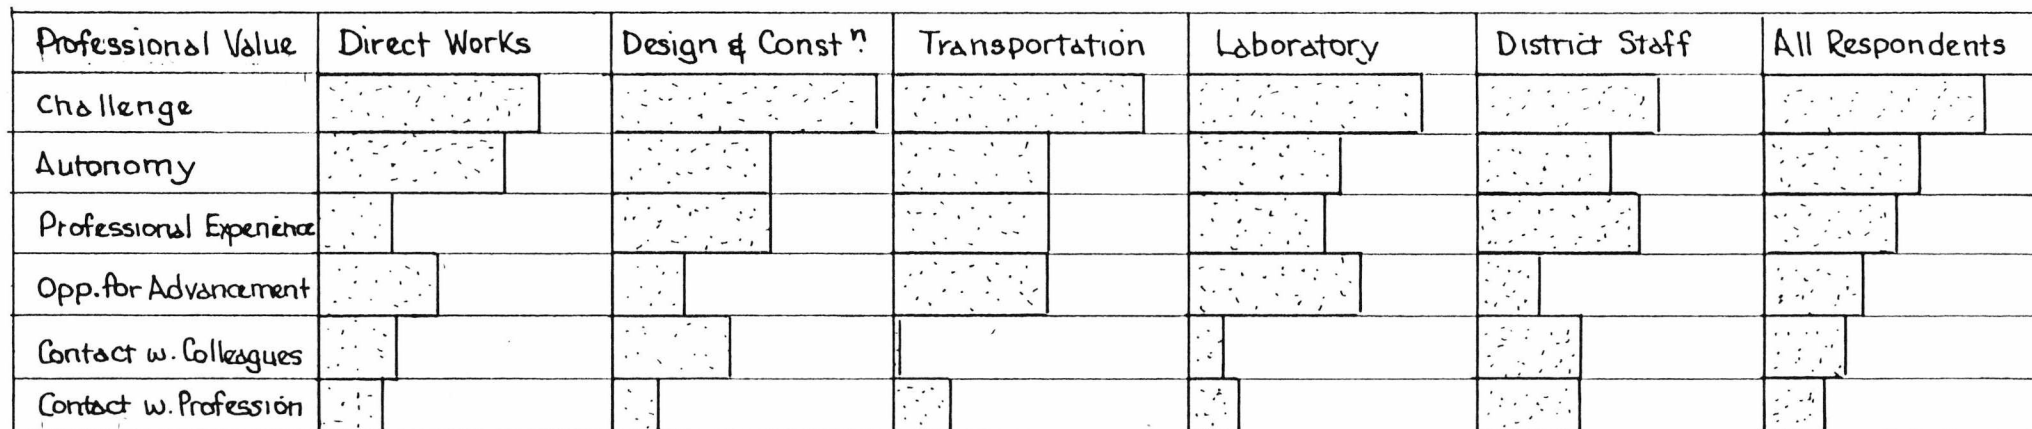 Professional Value Direct Works Design & Constⁿ. Transportation Laboratory District Staff All Respondents
Challenge
Autonomy
Professional Experience
Opp. for Advancement
Contact w. Colleagues
Contact w. Profession